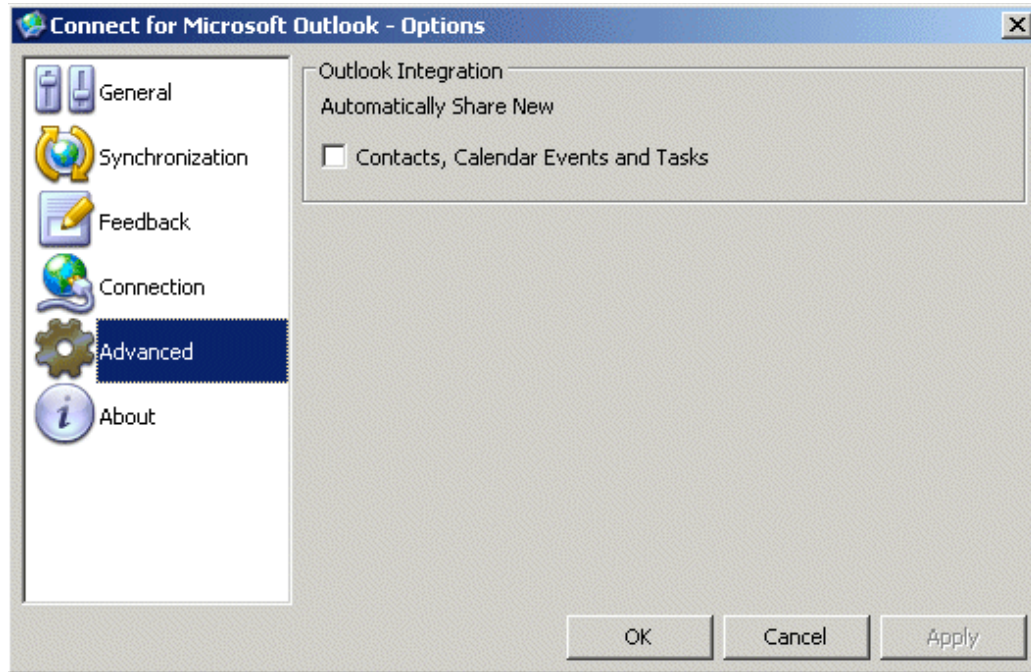 Connect for Microsoft Outlook - Options
General
Synchronization
Feedback
Connection
Advanced
About
Outlook Integration
Automatically Share New
Contacts, Calendar Events and Tasks
OK
Cancel
Apply